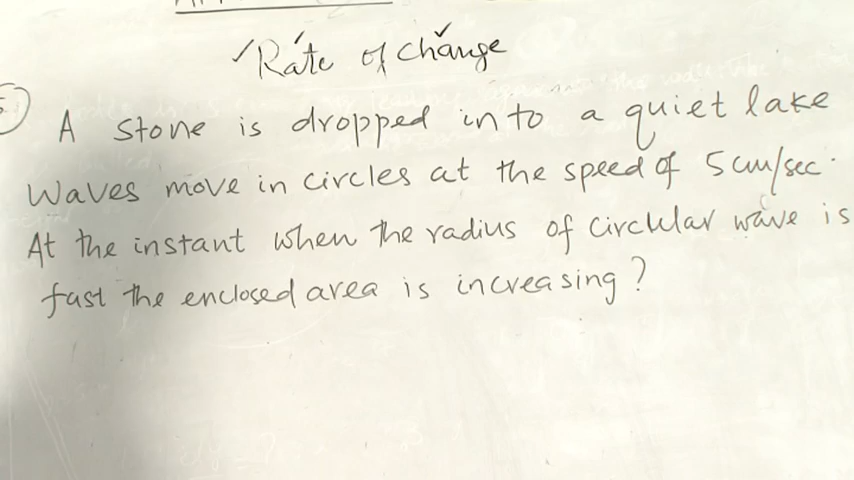 Rate of change
A stone is dropped into a quiet lake
Waves move in circles at the speed of 5cm/sec.
At the instant when the radius of circular wave is
fast the enclosed area is increasing?